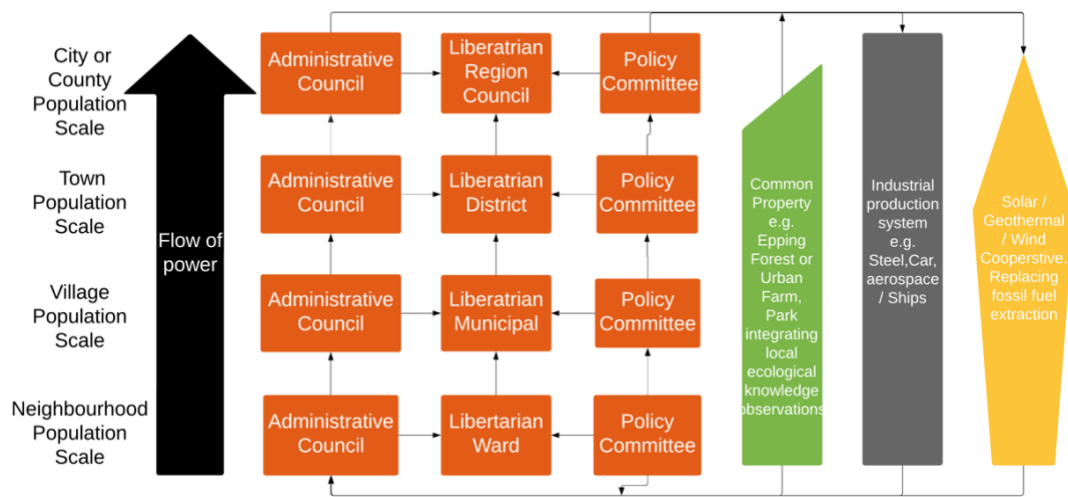 City or
County
Population
Scale
Administrative
Council
Liberatrian
Region
Council
Policy
Committee
Town
Population
Scale
Administrative
Council
Liberatrian
District
Policy
Committee
Village
Population
Scale
Administrative
Council
Liberatrian
Municipal
Policy
Committee
Neighbourhood
Population
Scale
Administrative
Council
Libertarian
Ward
Policy
Committee
Flow of
power
Common
Property
e.g.
Epping
Forest or
Urban
Farm,
Park
integrating
local
ecological
knowledge
observations
Industrial
production
system
e.g.
Steel,Car,
aerospace
/ Ships
Solar /
Geothermal
/ Wind
Cooperstive.
Replacing
fossil fuel
extraction